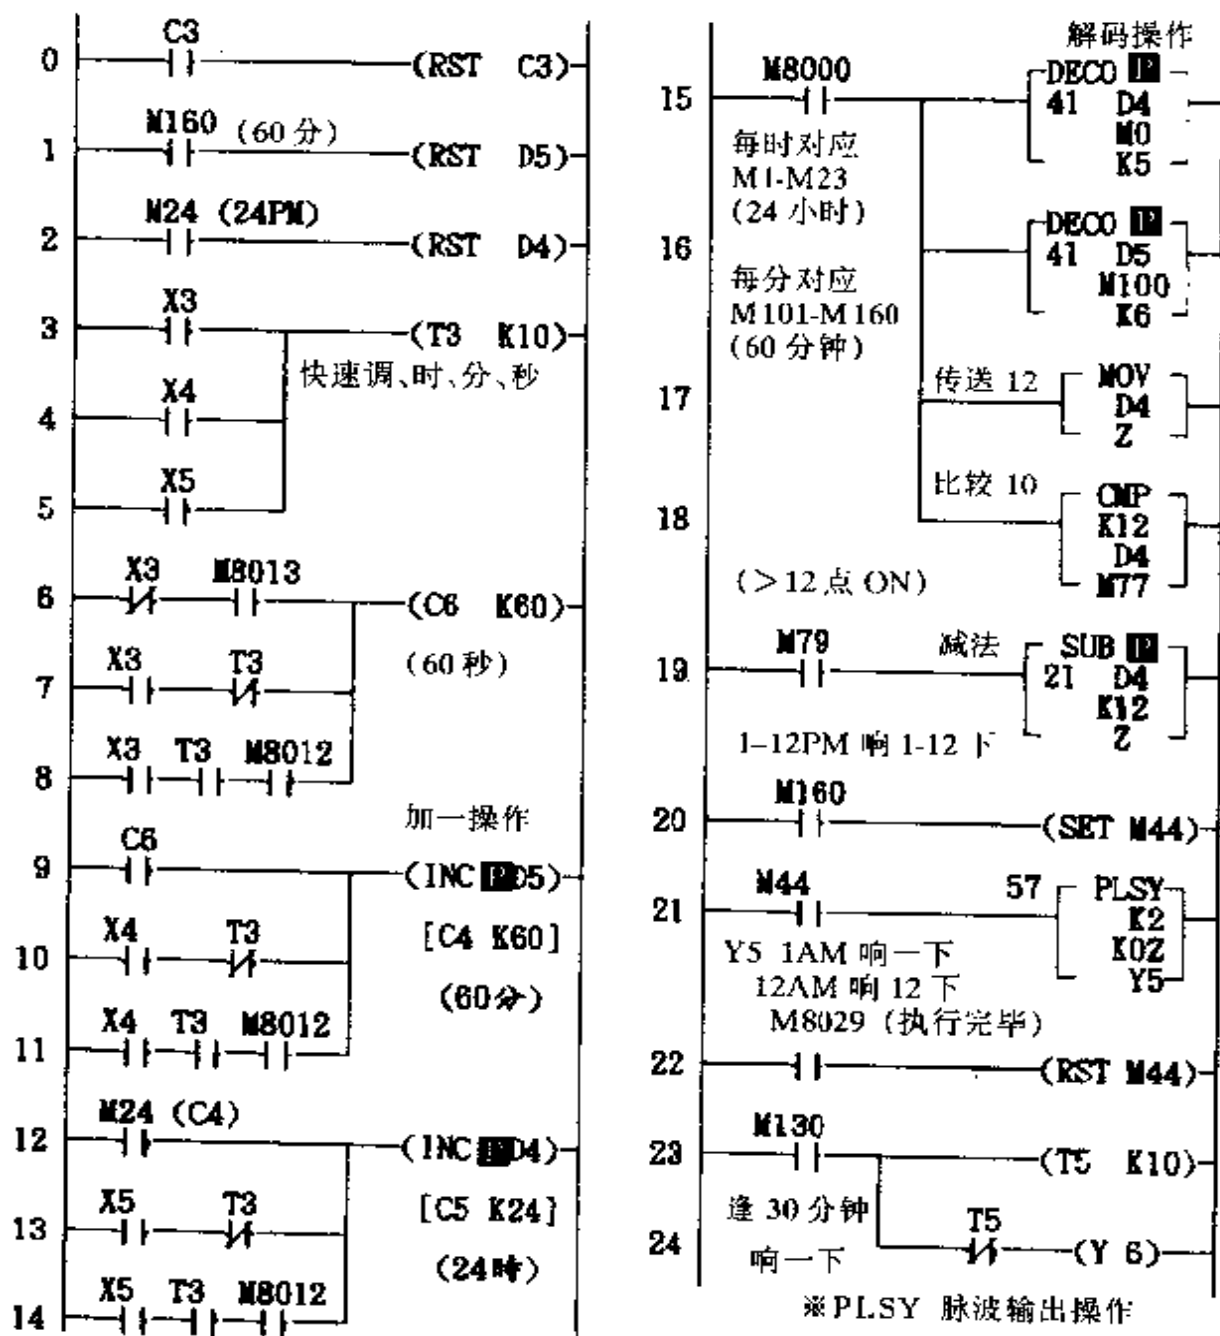 C3
0 (RST C3)
M160 (60分)
1 (RST D5)
M24 (24PM)
2 (RST D4)
X3
3 (T3 K10)
快速调、时、分、秒
X4
4
X5
5
X3 M8013
6 (C6 K60)
(60秒)
X3 T3
7
X3 T3 M8012
8
加一操作
C6
9 (INC P D5)
X4 T3 [C4 K60]
10
(60分)
X4 T3 M8012
11
M24 (C4)
12 (INC P D4)
X5 T3 [C5 K24]
13
(24時)
X5 T3 M8012
14
解码操作
M8000 DECO P
15 41 D4
M0
K5
每时对应
M1-M23
(24小时)
DECO P
16 41 D5
M100
K6
每分对应
M101-M160
(60分钟)
传送 12 MOV
17 D4
Z
比较 10 CMP
18 K12
D4
M77
(>12点ON)
M79 减法 SUB P
19 21 D4
K12
Z
1-12PM 响 1-12 下
M160
20 (SET M44)
M44 57 PLSY
21 K2
K0Z
Y5
Y5 1AM 响一下
12AM 响 12 下
M8029 (执行完毕)
22 (RST M44)
M130
23 (T5 K10)
逢 30 分钟
响一下
T5
24 (Y 6)
※PLSY 脉波输出操作